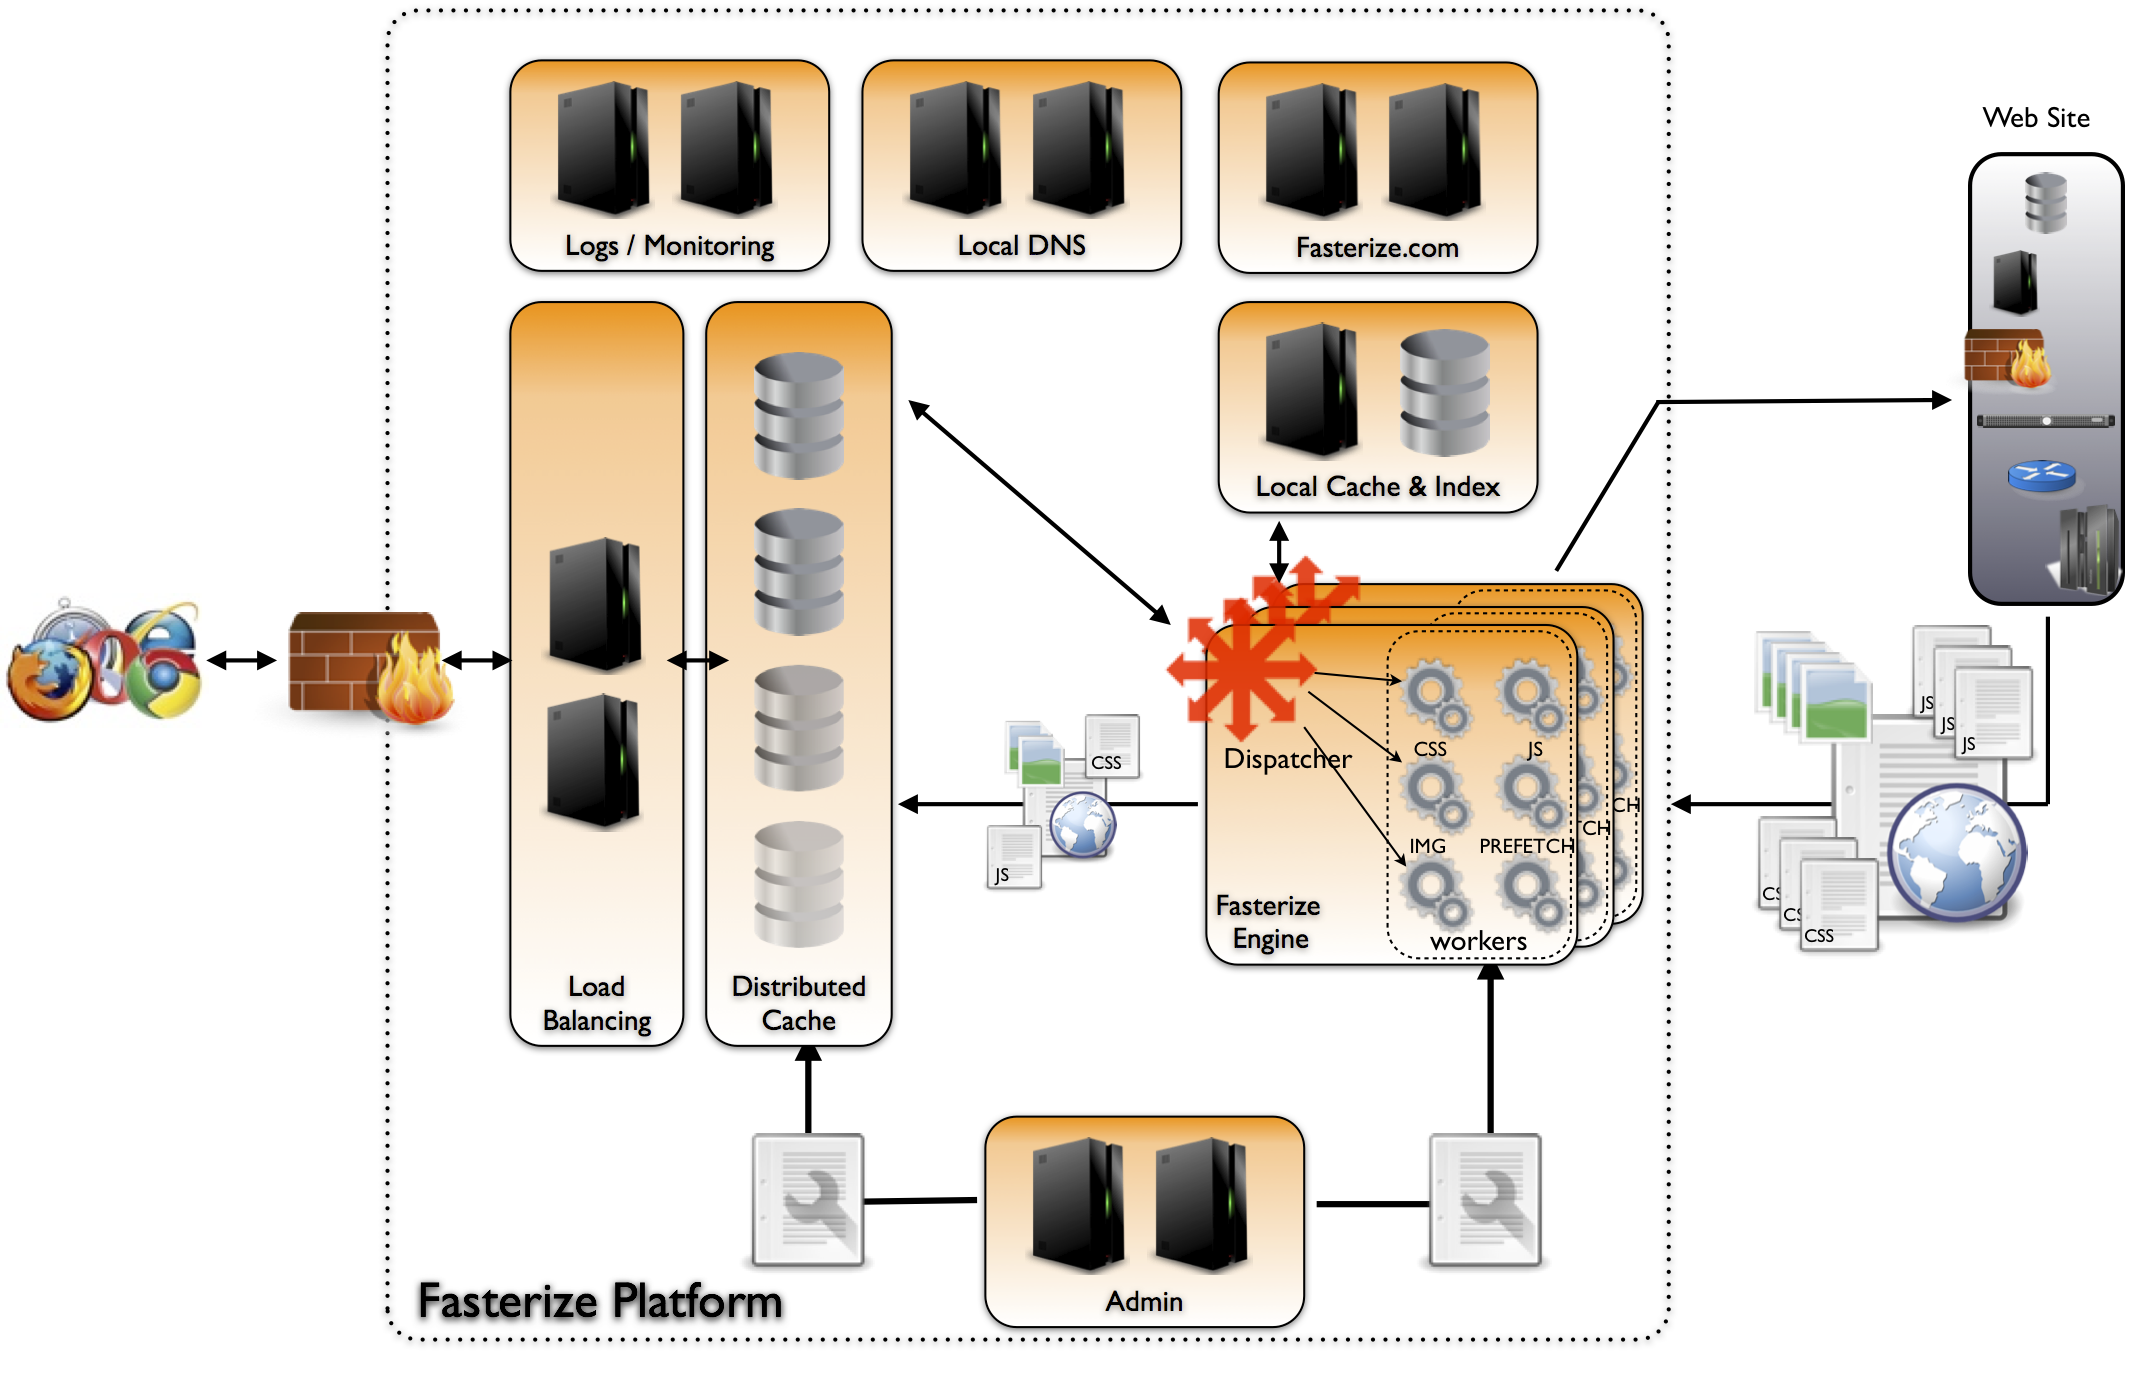 Web Site
Logs / Monitoring
Local DNS
Fasterize.com
Local Cache & Index
Load
Balancing
Distributed
Cache
Dispatcher
CSS
JS
IMG
PREFETCH
TCH
CH
workers
Fasterize
Engine
CSS
JS
JS
JS
JS
CS
CS
CSS
Admin
Fasterize Platform